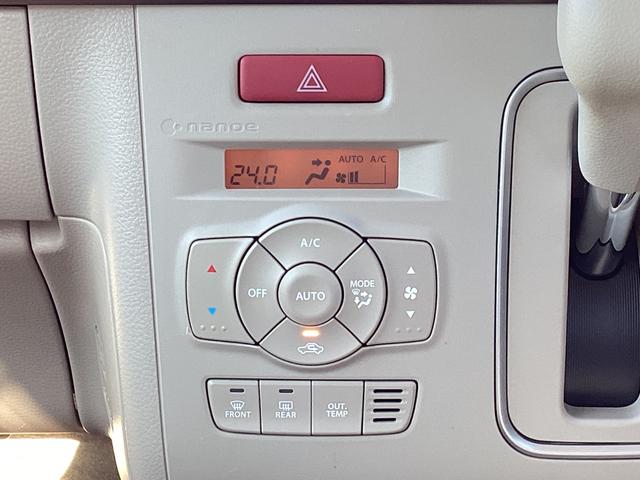 nanoe
AUTO A/C
24.0
A/C
OFF AUTO MODE
FRONT REAR OUT. TEMP